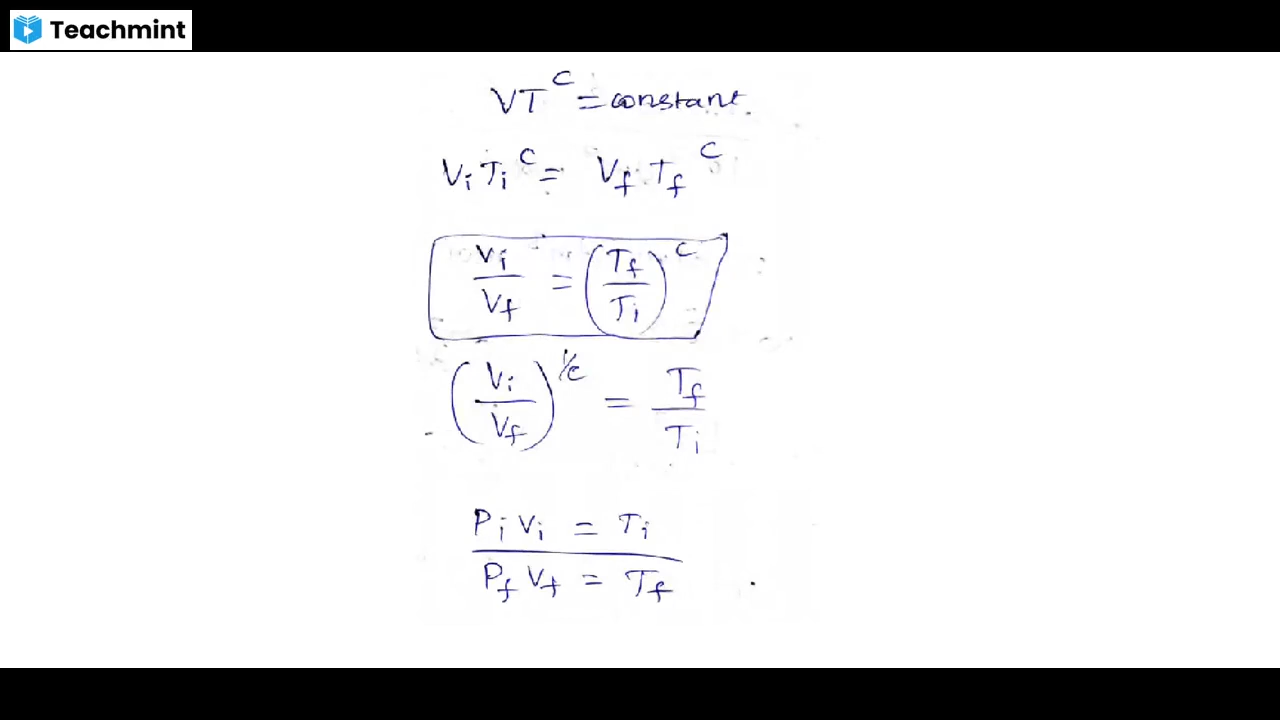 Teachmint
VT^c = constant
V_i T_i^c = V_f T_f^c
V_i / V_f = (T_f / T_i)^c
(V_i / V_f)^1/c = T_f / T_i
P_i V_i = T_i
P_f V_f = T_f